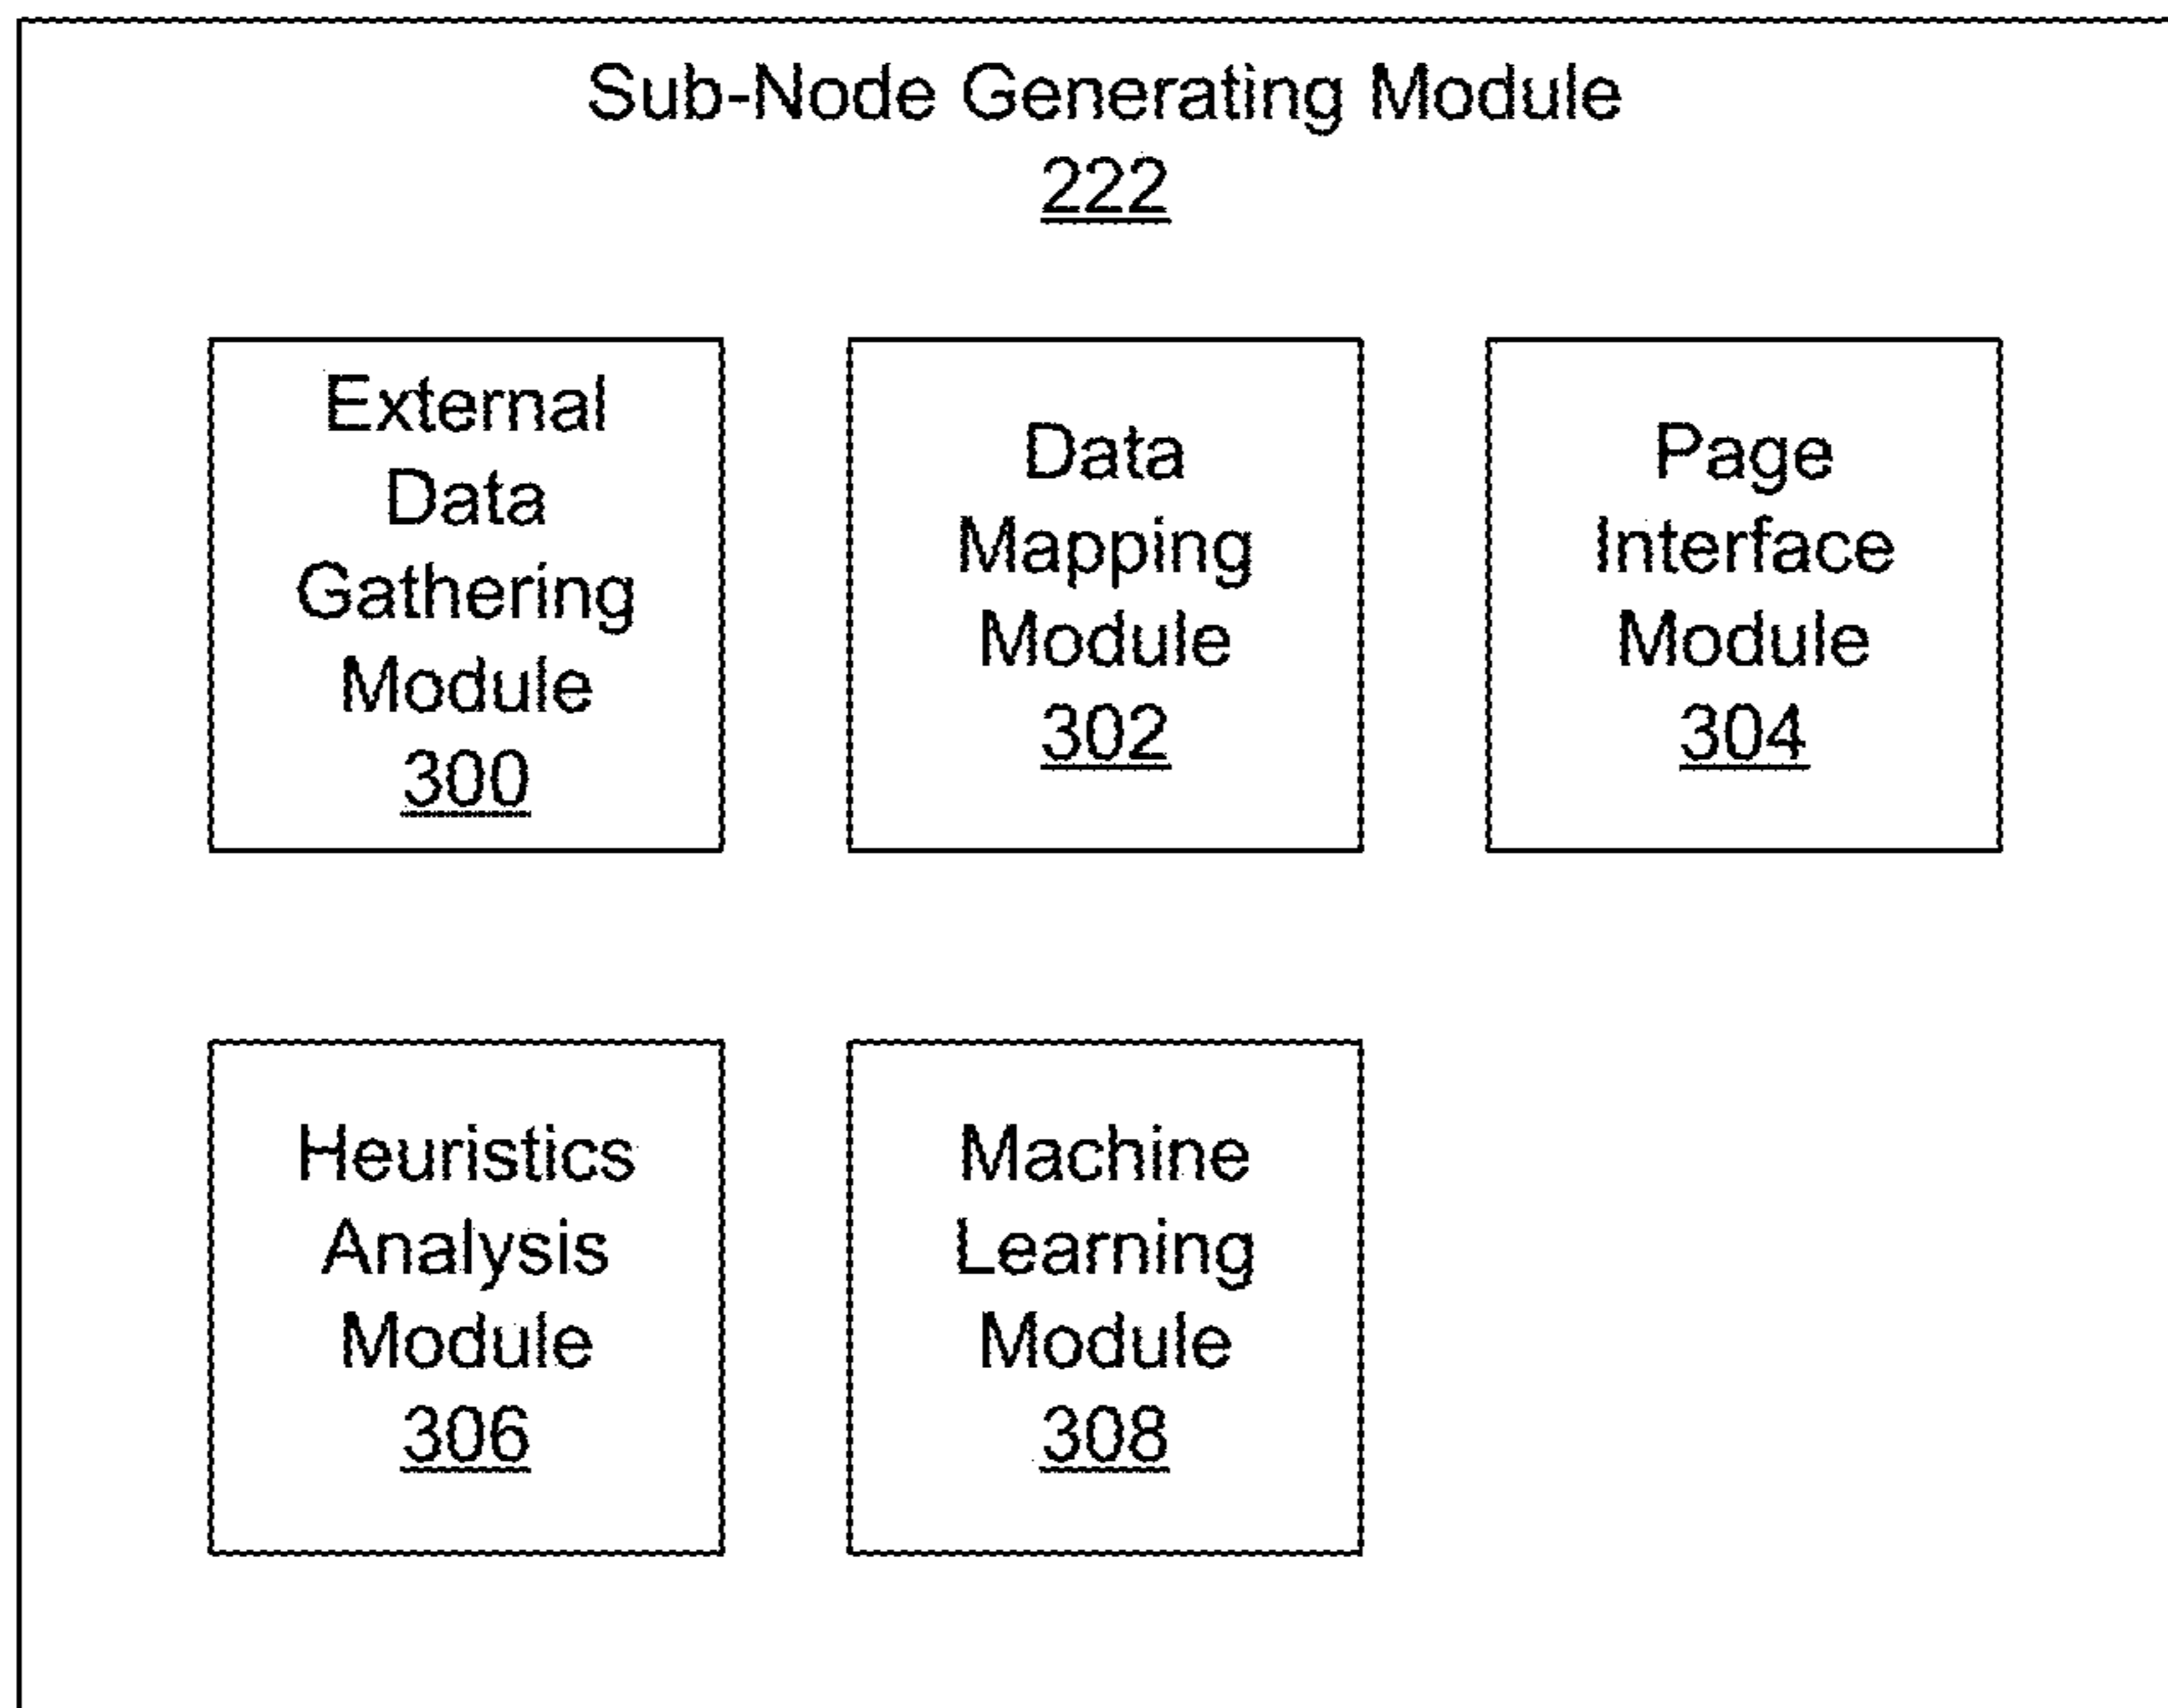 Sub-Node Generating Module
222
External
Data
Gathering
Module
300
Data
Mapping
Module
302
Page
Interface
Module
304
Heuristics
Analysis
Module
306
Machine
Learning
Module
308